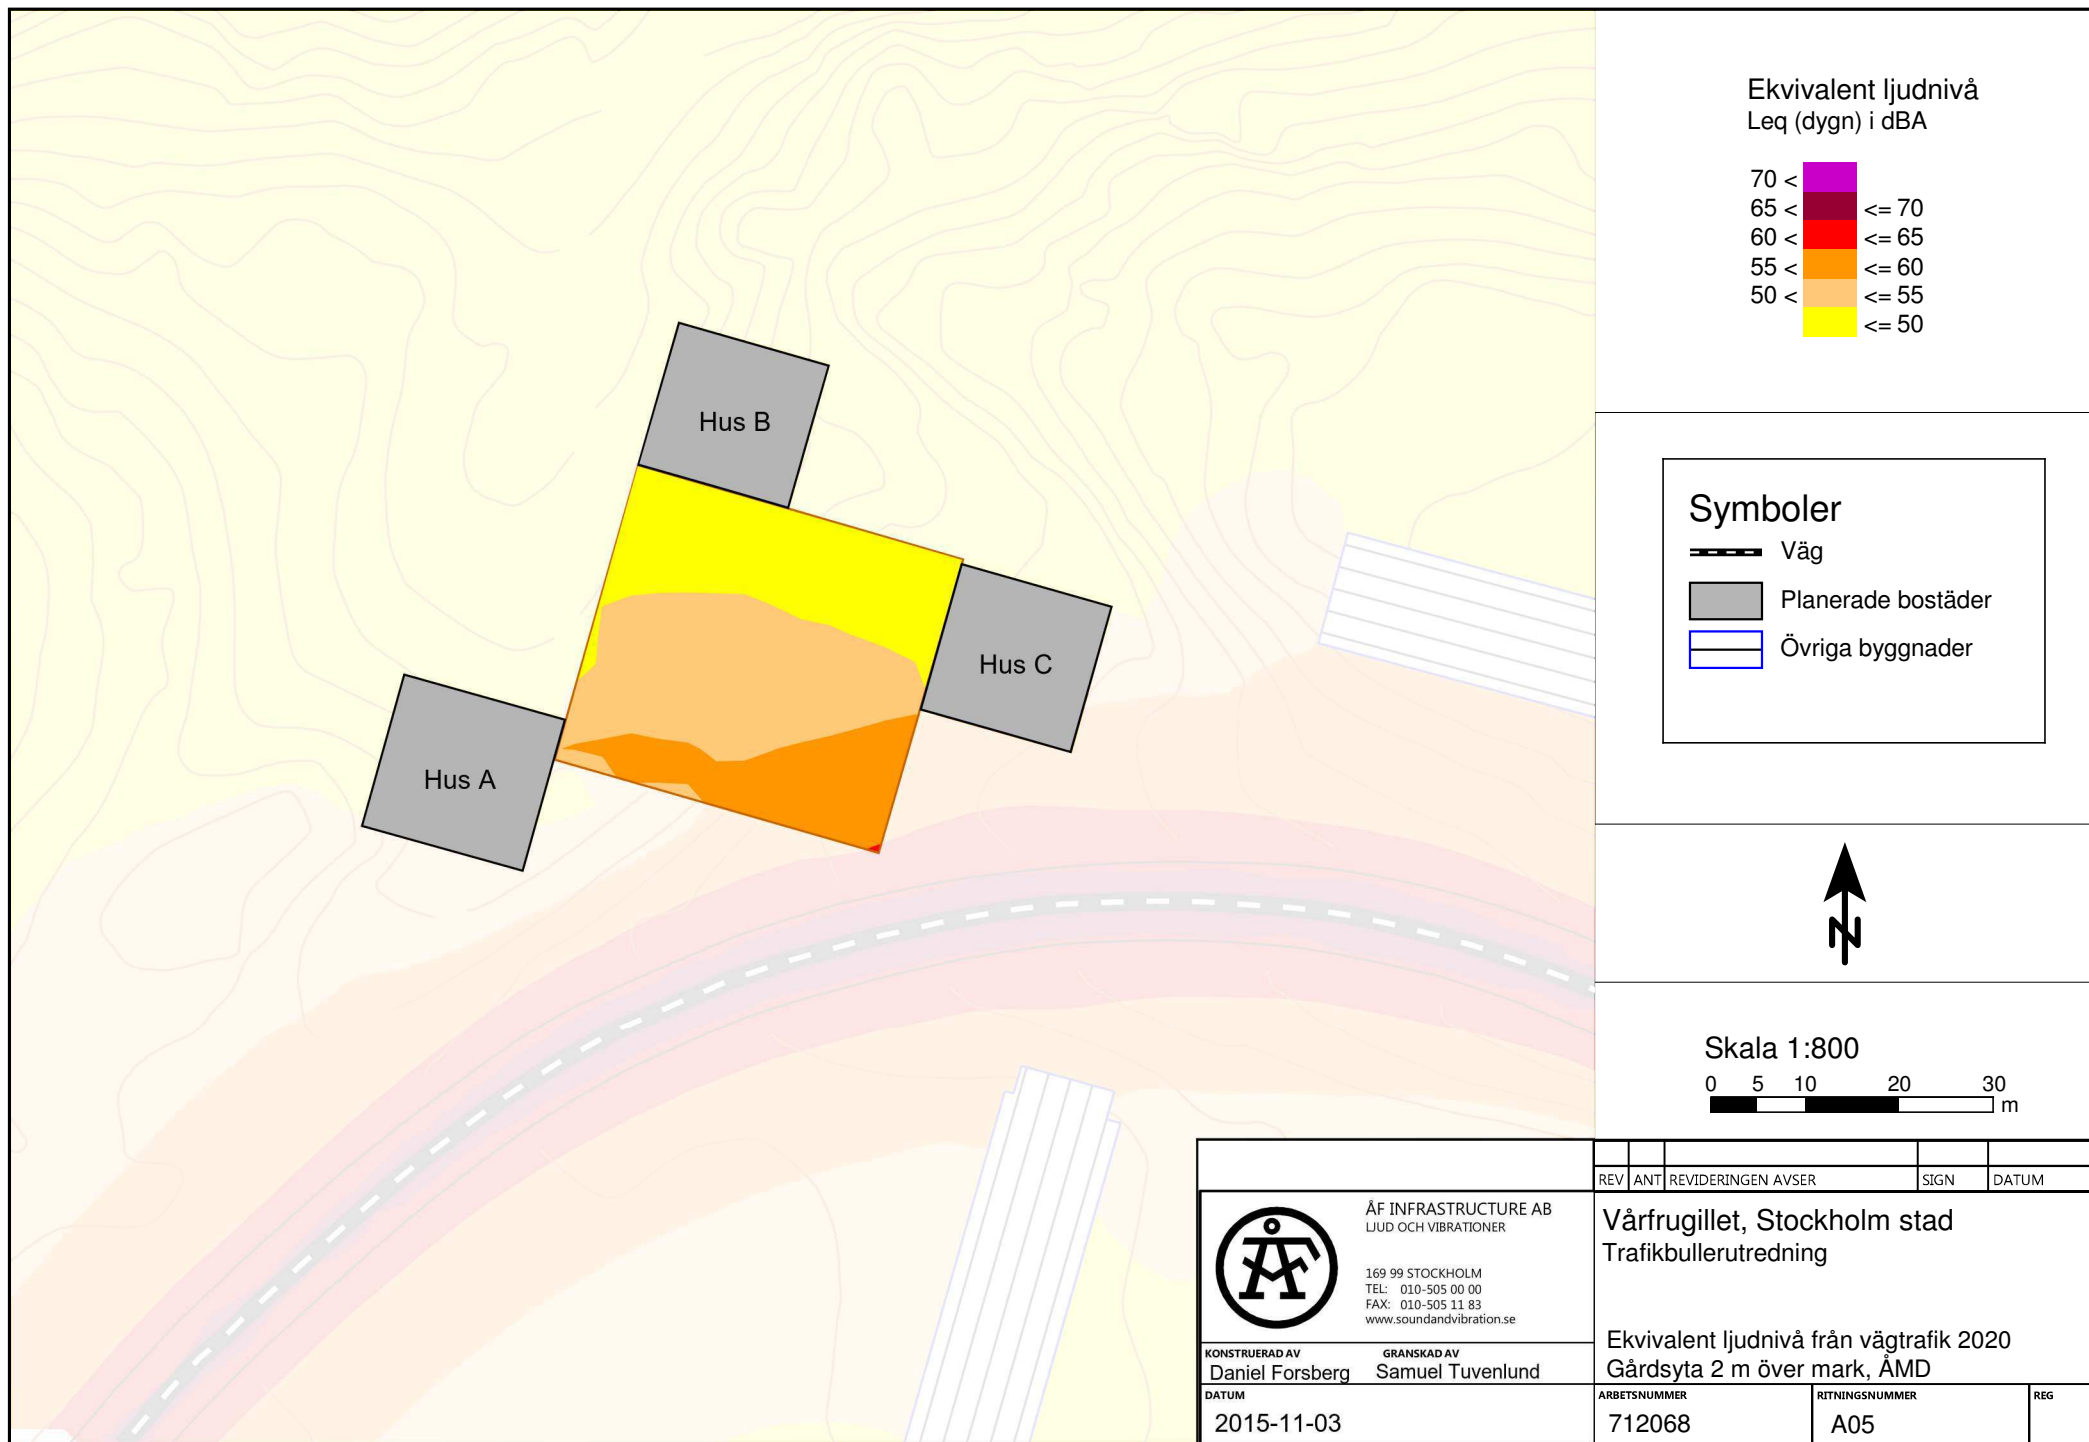 Ekvivalent ljudnivå
Leq (dygn) i dBA
70 <
65 < <= 70
60 < <= 65
55 < <= 60
50 < <= 55
<= 50
Hus B
Hus C
Hus A
Symboler
Väg
Planerade bostäder
Övriga byggnader
N
Skala 1:800
0 5 10 20 30
m
REV ANT REVIDERINGEN AVSER SIGN DATUM
ÅF
ÅF INFRASTRUCTURE AB
LJUD OCH VIBRATIONER
169 99 STOCKHOLM
TEL: 010-505 00 00
FAX: 010-505 11 83
www.soundandvibration.se
Vårfrugillet, Stockholm stad
Trafikbullerutredning
Ekvivalent ljudnivå från vägtrafik 2020
Gårdsyta 2 m över mark, ÅMD
KONSTRUERAD AV GRANSKAD AV
Daniel Forsberg Samuel Tuvenlund
DATUM
2015-11-03
ARBETSNUMMER RITNINGSNUMMER REG
712068 A05